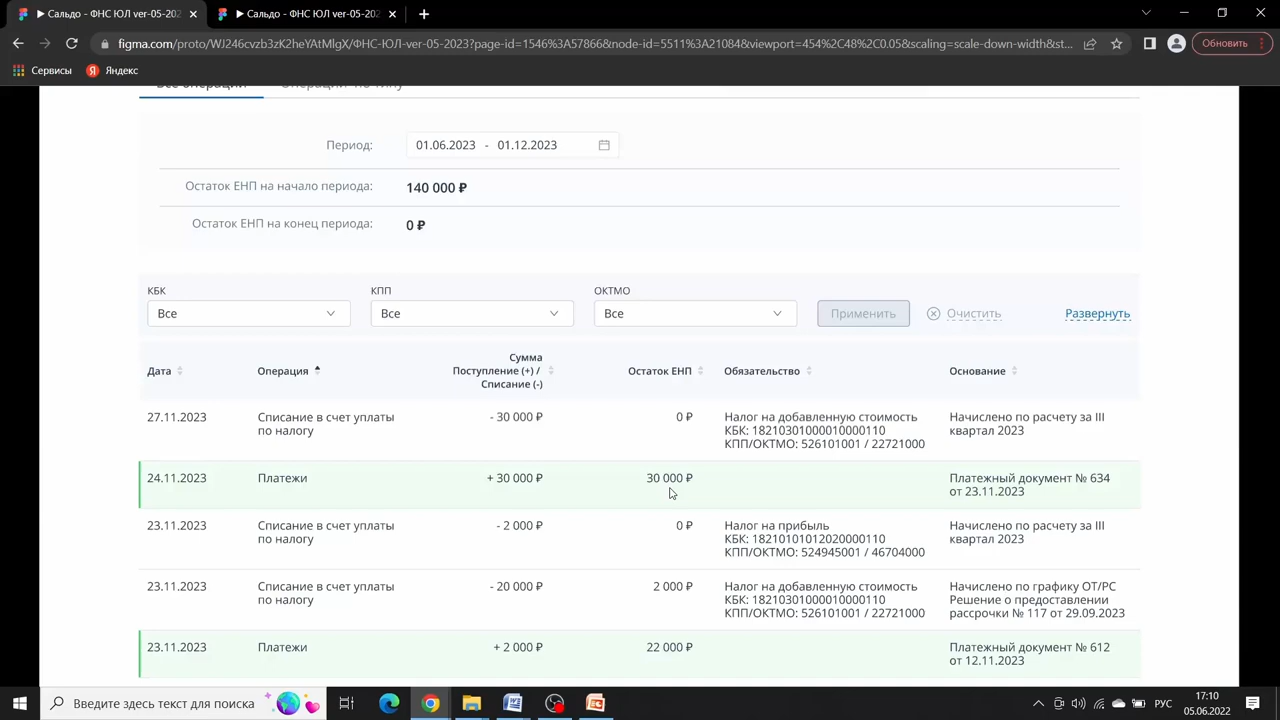 ▶ Сальдо - ФНС ЮЛ ver-05-202
▶ Сальдо - ФНС ЮЛ ver-05-202
figma.com/proto/WJ246cvzb3zK2heYAtMlgX/ФНС-ЮЛ-ver-05-2023?page-id=1546%3A57866&node-id=5511%3A21084&viewport=454%2C48%2C0.05&scaling=scale-down-width&st...
Обновить
Сервисы
Яндекс
Все операции
Операции по типу
Период:
01.06.2023 - 01.12.2023
Остаток ЕНП на начало периода:
140 000 ₽
Остаток ЕНП на конец периода:
0 ₽
КБК
КПП
ОКТМО
Все
Все
Все
Применить
Очистить
Развернуть
Дата
Операция
Сумма
Поступление (+) /
Списание (-)
Остаток ЕНП
Обязательство
Основание
27.11.2023
Списание в счет уплаты
по налогу
- 30 000 ₽
0 ₽
Налог на добавленную стоимость
КБК: 18210301000010000110
КПП/ОКТМО: 526101001 / 22721000
Начислено по расчету за III
квартал 2023
24.11.2023
Платежи
+ 30 000 ₽
30 000 ₽
Платежный документ № 634
от 23.11.2023
23.11.2023
Списание в счет уплаты
по налогу
- 2 000 ₽
0 ₽
Налог на прибыль
КБК: 18210101012020000110
КПП/ОКТМО: 524945001 / 46704000
Начислено по расчету за III
квартал 2023
23.11.2023
Списание в счет уплаты
по налогу
- 20 000 ₽
2 000 ₽
Налог на добавленную стоимость
КБК: 18210301000010000110
КПП/ОКТМО: 526101001 / 22721000
Начислено по графику ОТ/РС
Решение о предоставлении
рассрочки № 117 от 29.09.2023
23.11.2023
Платежи
+ 2 000 ₽
22 000 ₽
Платежный документ № 612
от 12.11.2023
Введите здесь текст для поиска
РУС
17:10
05.06.2022